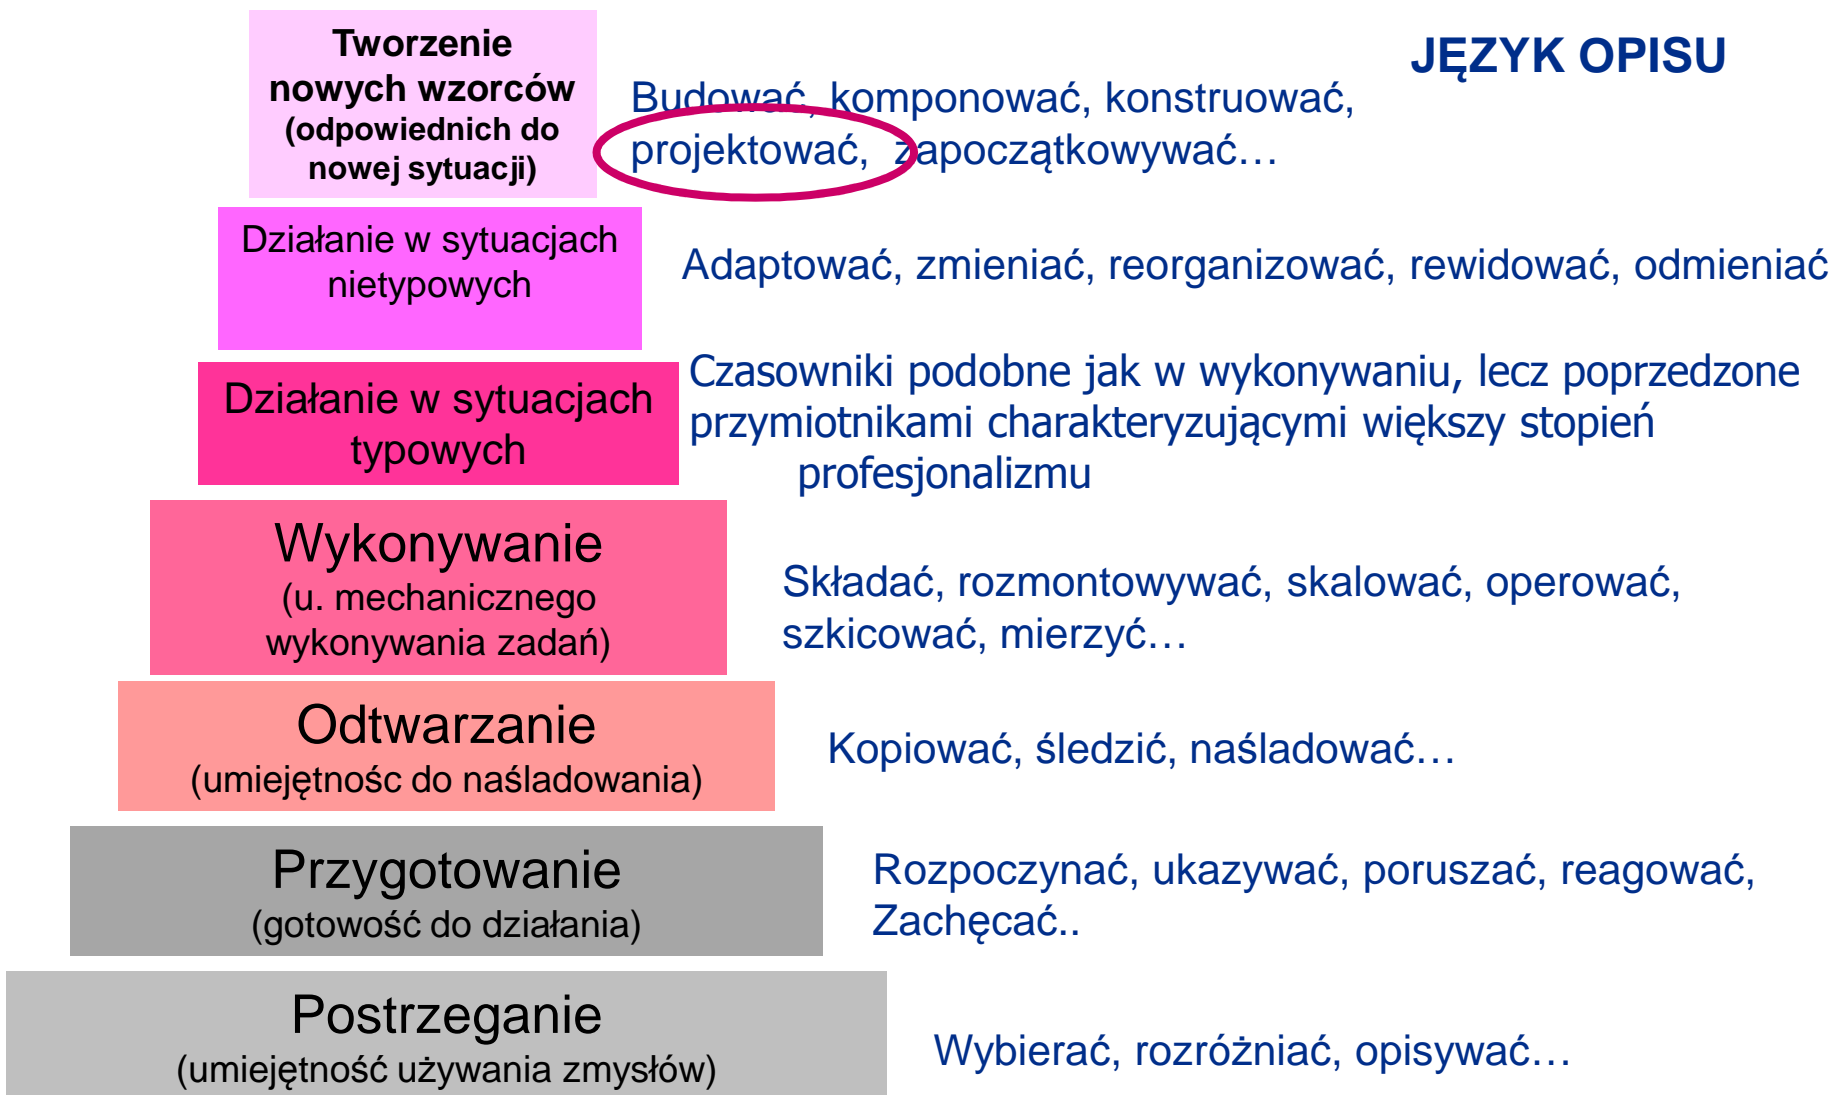 JĘZYK OPISU
Tworzenie
nowych wzorców
(odpowiednich do
nowej sytuacji)
Budować, komponować, konstruować,
projektować, zapoczątkowywać…
Działanie w sytuacjach
nietypowych
Adaptować, zmieniać, reorganizować, rewidować, odmieniać
Działanie w sytuacjach
typowych
Czasowniki podobne jak w wykonywaniu, lecz poprzedzone
przymiotnikami charakteryzującymi większy stopień
profesjonalizmu
Wykonywanie
(u. mechanicznego
wykonywania zadań)
Składać, rozmontowywać, skalować, operować,
szkicować, mierzyć…
Odtwarzanie
(umiejętnośc do naśladowania)
Kopiować, śledzić, naśladować…
Przygotowanie
(gotowość do działania)
Rozpoczynać, ukazywać, poruszać, reagować,
Zachęcać..
Postrzeganie
(umiejętność używania zmysłów)
Wybierać, rozróżniać, opisywać…